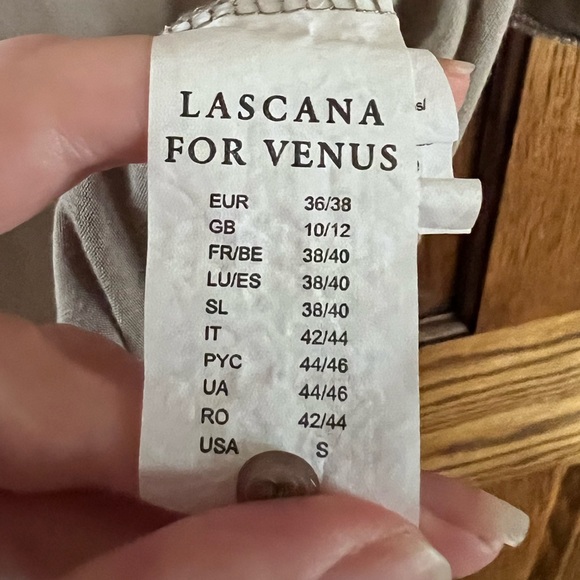 LASCANA
FOR VENUS
EUR 36/38
GB 10/12
FR/BE 38/40
LU/ES 38/40
SL 38/40
IT 42/44
PYC 44/46
UA 44/46
RO 42/44
USA S